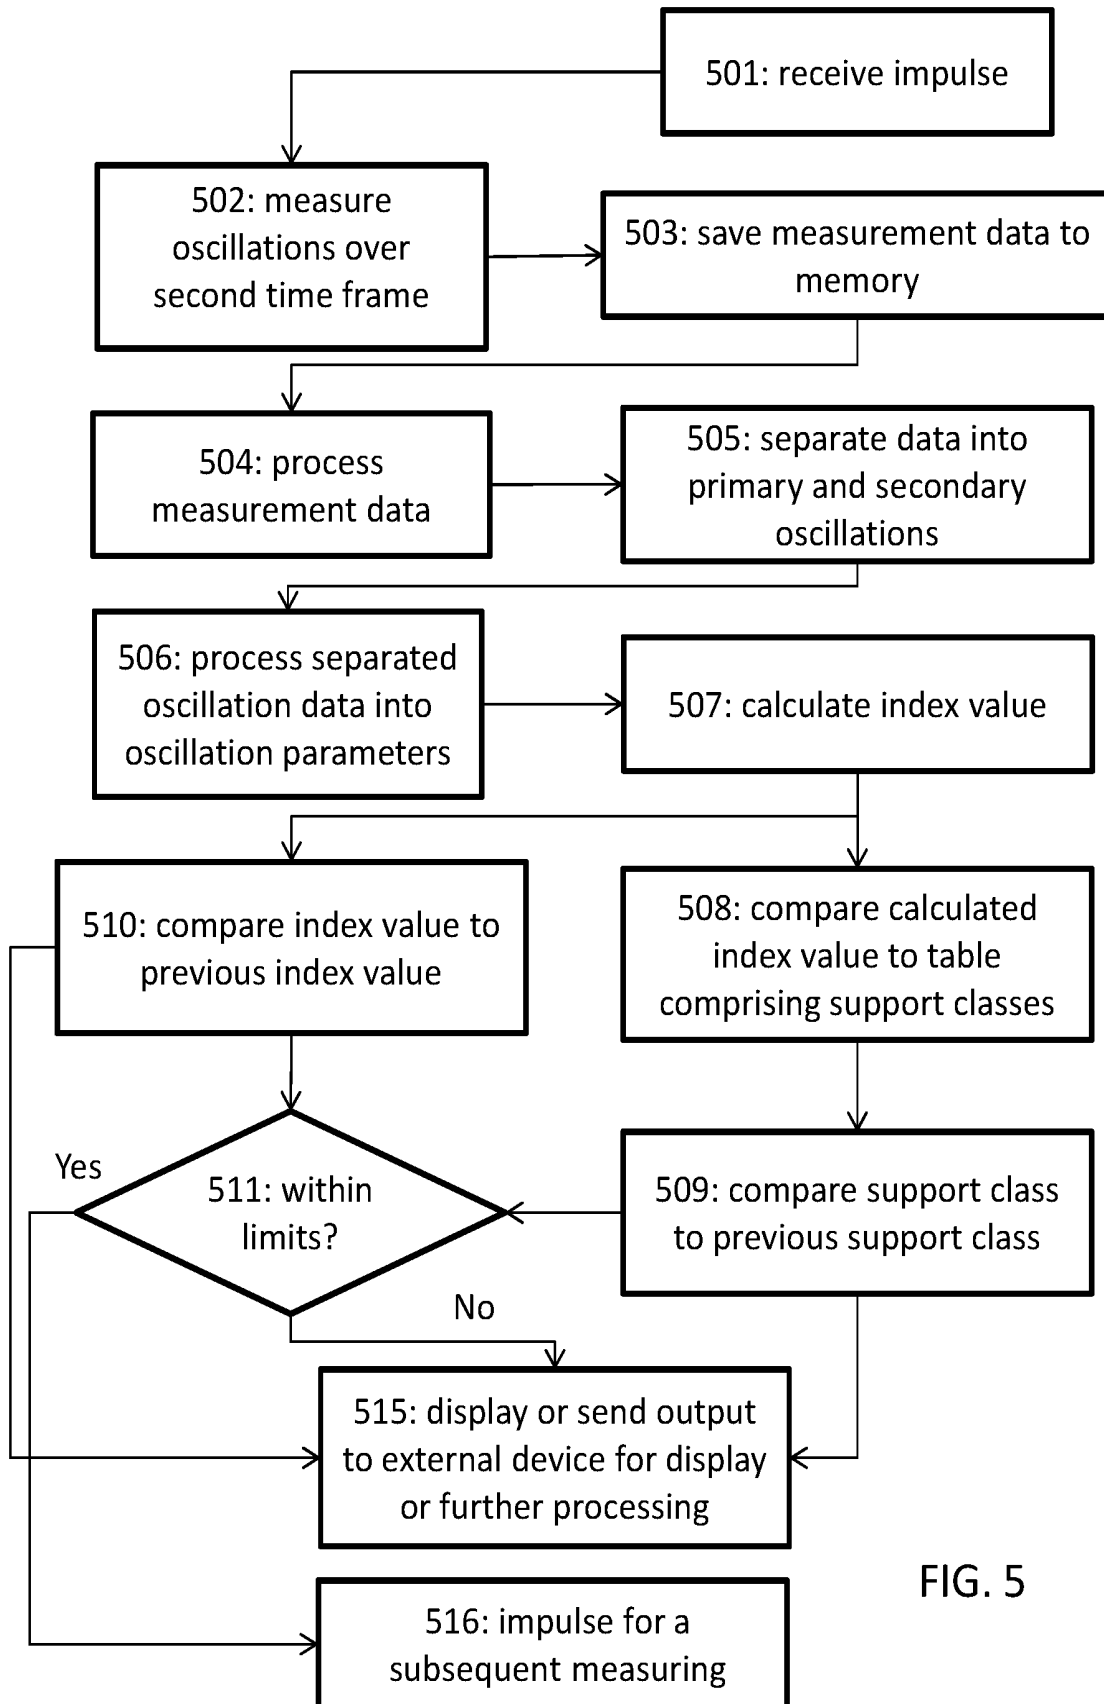 501: receive impulse
502: measure
oscillations over
second time frame
503: save measurement data to
memory
504: process
measurement data
505: separate data into
primary and secondary
oscillations
506: process separated
oscillation data into
oscillation parameters
507: calculate index value
510: compare index value to
previous index value
508: compare calculated
index value to table
comprising support classes
Yes
511: within
limits?
509: compare support class
to previous support class
No
515: display or send output
to external device for display
or further processing
FIG. 5
516: impulse for a
subsequent measuring